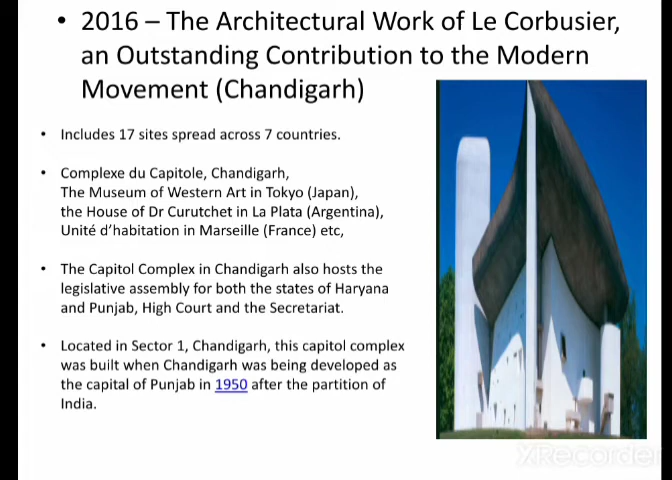 • 2016 – The Architectural Work of Le Corbusier,
an Outstanding Contribution to the Modern
Movement (Chandigarh)
• Includes 17 sites spread across 7 countries.
• Complexe du Capitole, Chandigarh,
The Museum of Western Art in Tokyo (Japan),
the House of Dr Curutchet in La Plata (Argentina),
Unité d’habitation in Marseille (France) etc,
• The Capitol Complex in Chandigarh also hosts the
legislative assembly for both the states of Haryana
and Punjab, High Court and the Secretariat.
• Located in Sector 1, Chandigarh, this capitol complex
was built when Chandigarh was being developed as
the capital of Punjab in 1950 after the partition of
India.
XRecorder